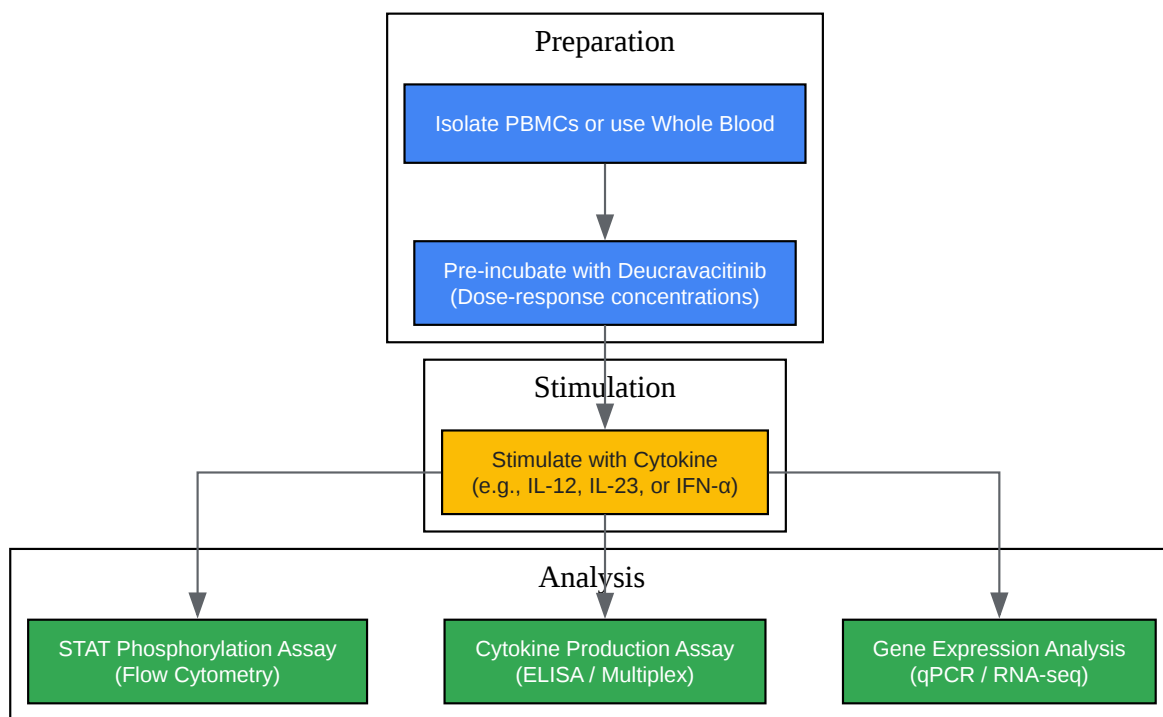 Preparation
Isolate PBMCs or use Whole Blood
Pre-incubate with Deucravacitinib
(Dose-response concentrations)
Stimulation
Stimulate with Cytokine
(e.g., IL-12, IL-23, or IFN-α)
Analysis
STAT Phosphorylation Assay
(Flow Cytometry)
Cytokine Production Assay
(ELISA / Multiplex)
Gene Expression Analysis
(qPCR / RNA-seq)